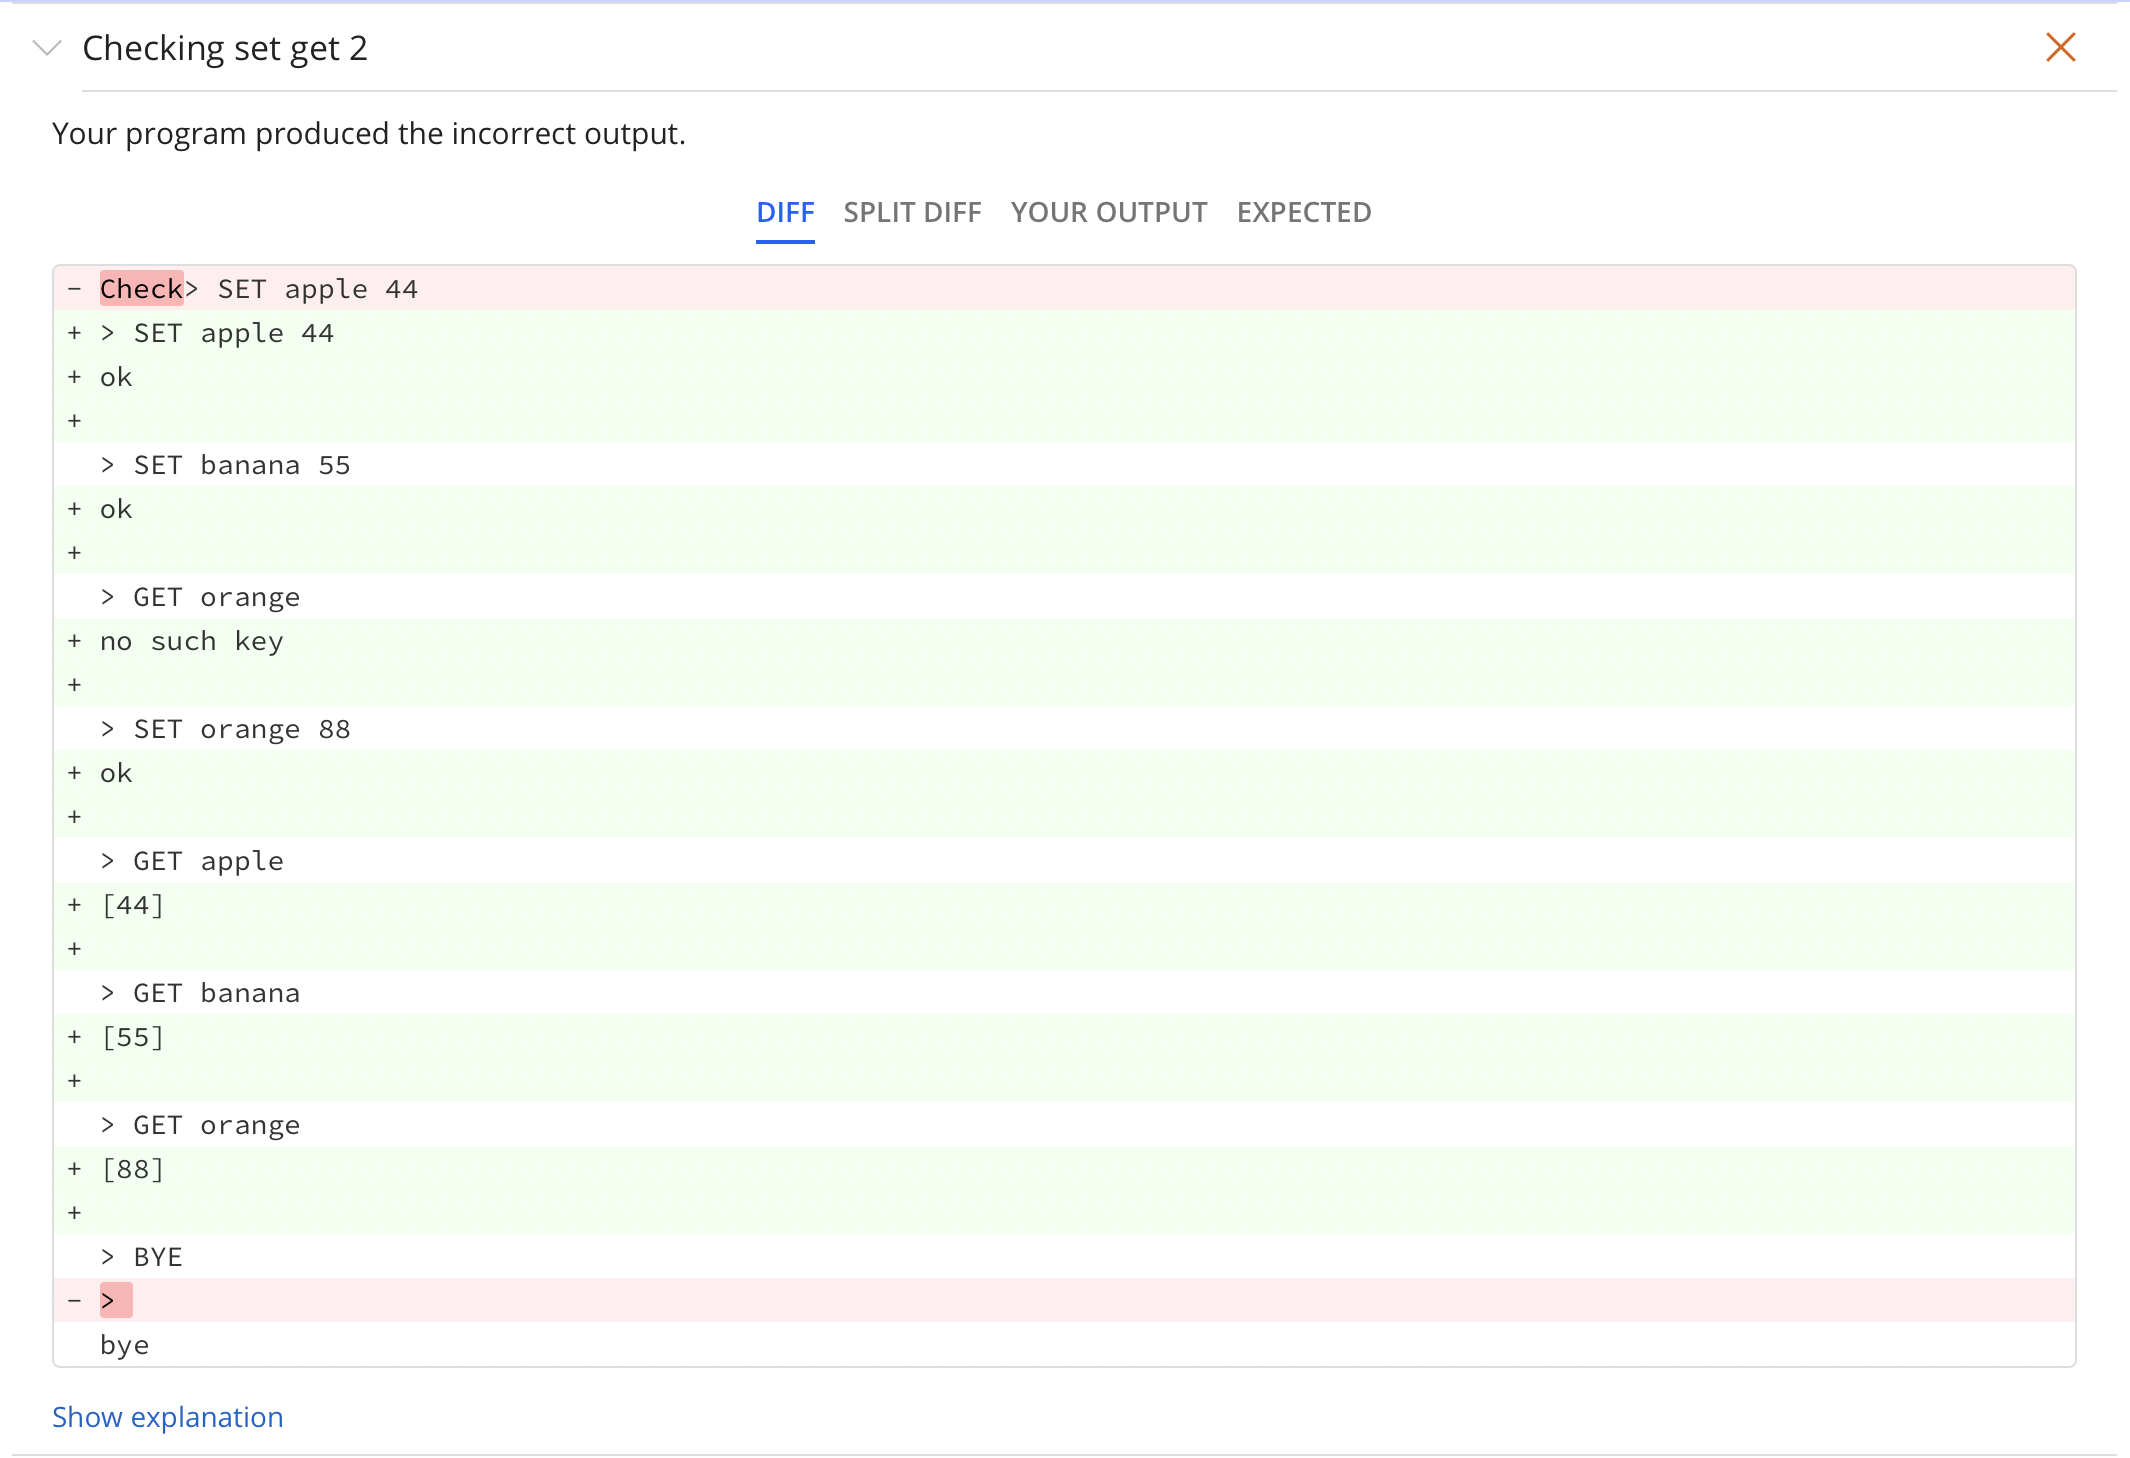 Checking set get 2
Your program produced the incorrect output.
DIFF SPLIT DIFF YOUR OUTPUT EXPECTED
- Check> SET apple 44
+ > SET apple 44
+ ok
+
> SET banana 55
+ ok
+
> GET orange
+ no such key
+
> SET orange 88
+ ok
+
> GET apple
+ [44]
+
> GET banana
+ [55]
+
> GET orange
+ [88]
+
> BYE
- >
bye
Show explanation